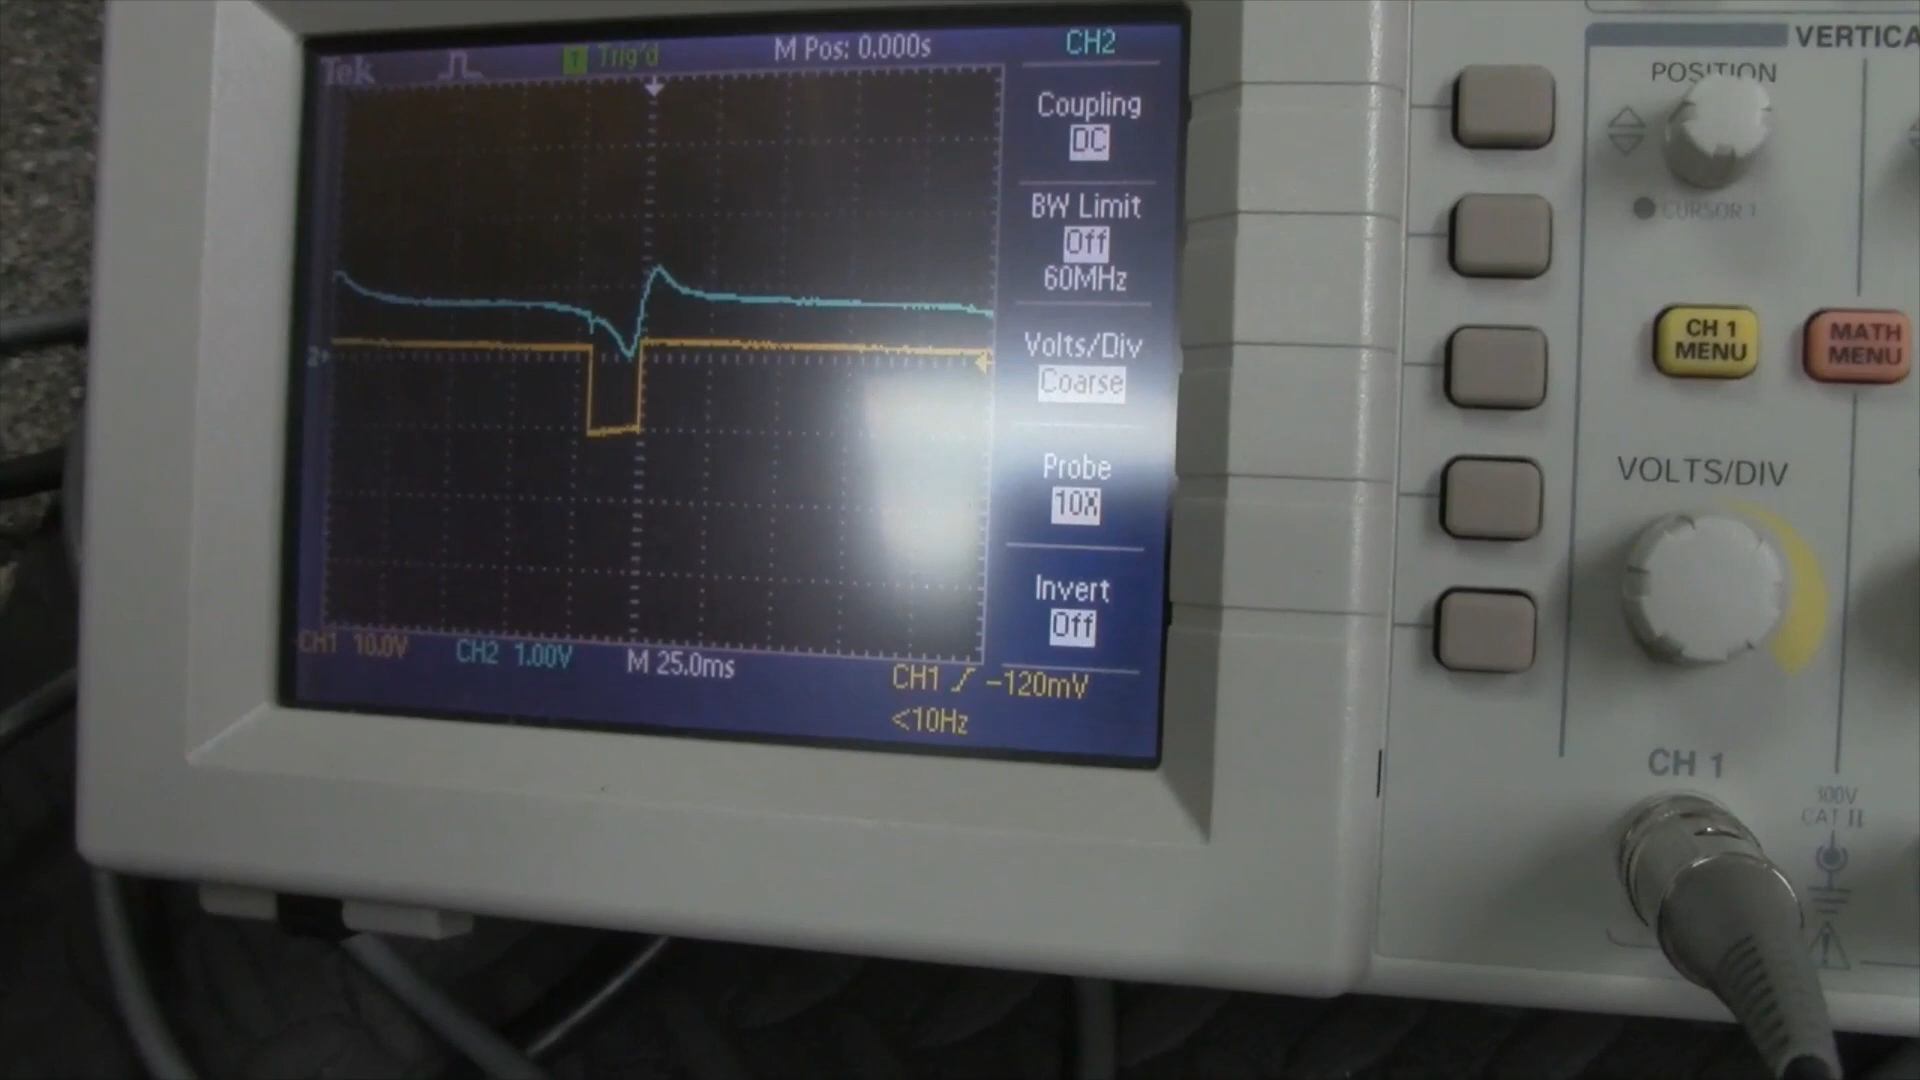 Tek
T Trig'd
M Pos: 0.000s
CH2
Coupling
DC
BW Limit
Off
60MHz
Volts/Div
Coarse
Probe
10X
Invert
Off
2
CH1 10.0V
CH2 1.00V
M 25.0ms
CH1
-120mV
<10Hz
VERTICA
POSITION
CURSOR 1
CH 1
MENU
MATH
MENU
VOLTS/DIV
CH 1
300V
CAT II